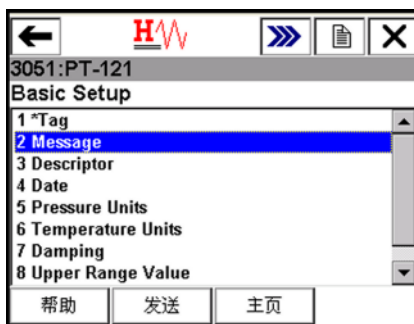 H
3051:PT-121
Basic Setup
1 *Tag
2 Message
3 Descriptor
4 Date
5 Pressure Units
6 Temperature Units
7 Damping
8 Upper Range Value
帮助 发送 主页